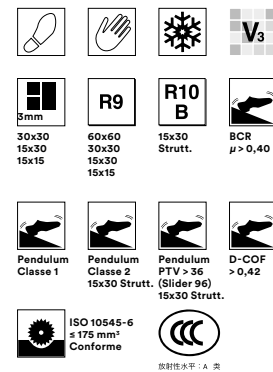 V3
3mm
30x30
15x30
15x15
R9
60x60
30x30
15x30
15x15
R10
B
15x30
Strutt.
BCR
μ > 0,40
Pendulum
Classe 1
Pendulum
Classe 2
15x30 Strutt.
Pendulum
PTV > 36
(Slider 96)
15x30 Strutt.
D-COF
> 0,42
ISO 10545-6
≤ 175 mm³
Conforme
CCC
放射性水平：A 类